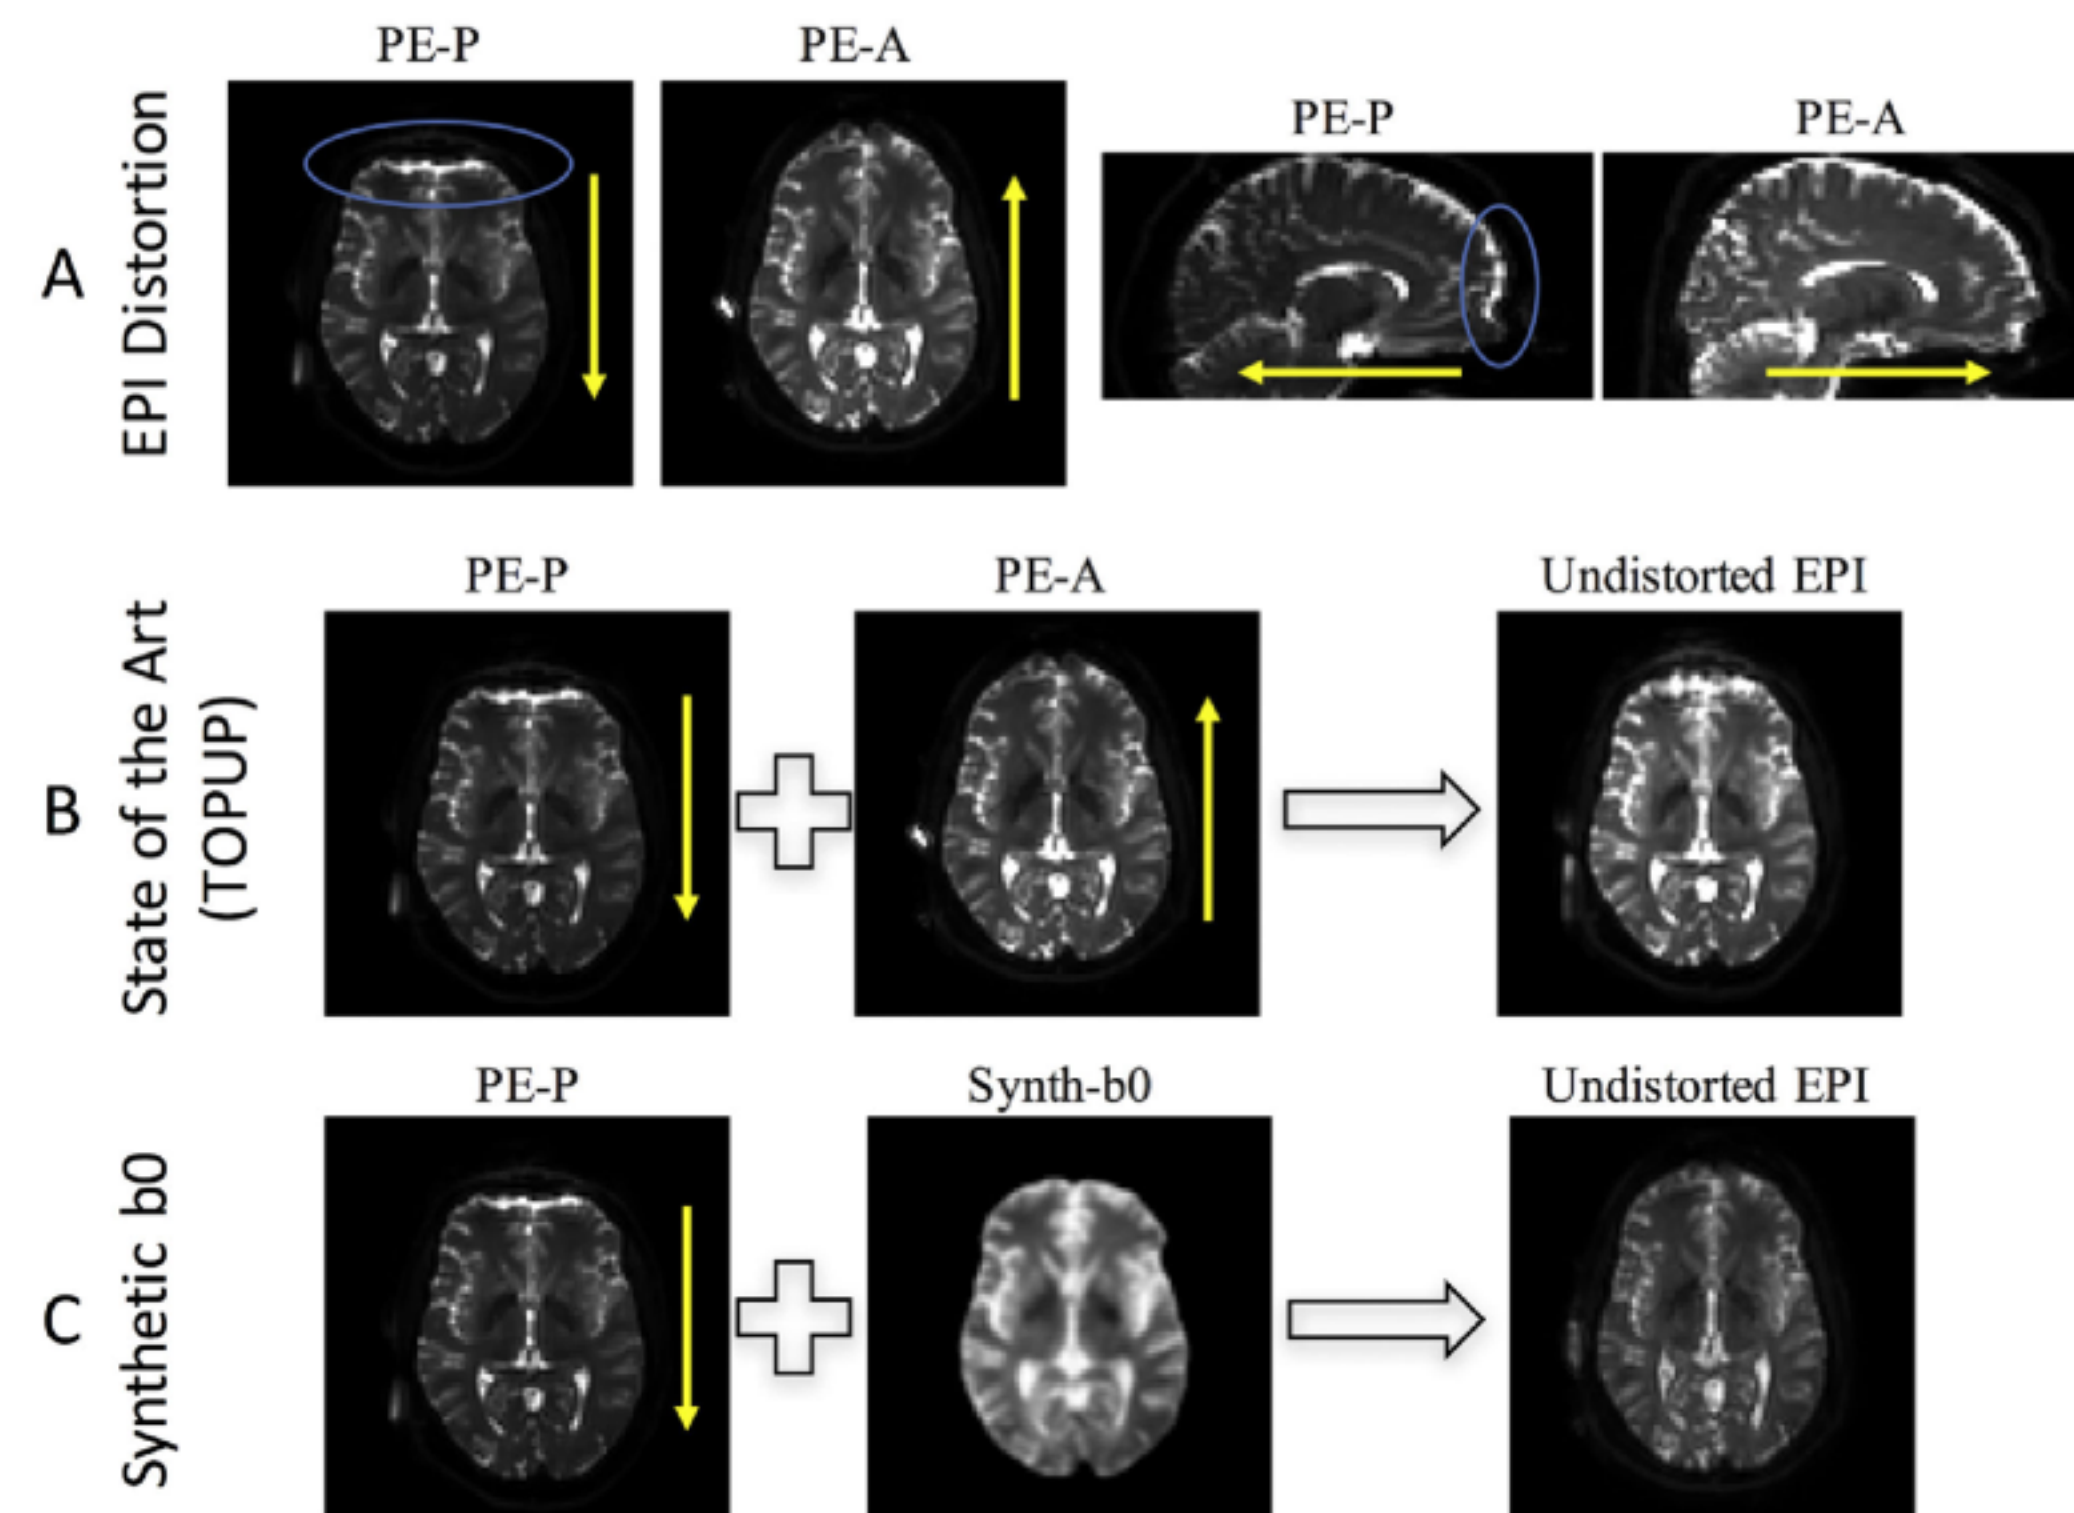 PE-P
PE-A
PE-P
PE-A
A
EPI Distortion
PE-P
PE-A
Undistorted EPI
B
State of the Art
(TOPUP)
PE-P
Synth-b0
Undistorted EPI
C
Synthetic b0